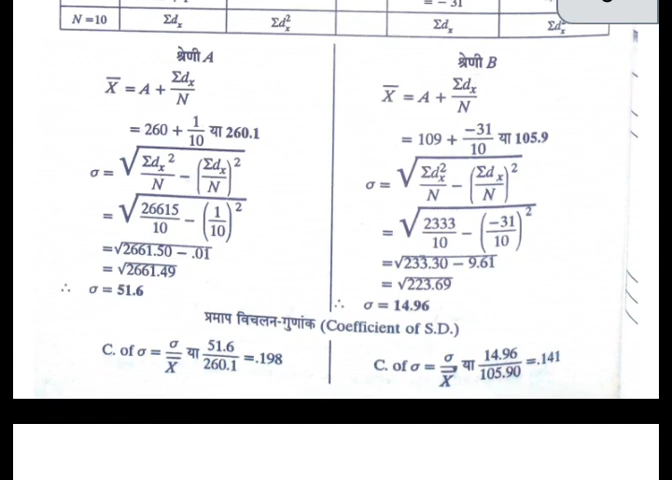 = – 31
N =10 Σdₓ Σdₓ² Σdₓ Σdₓ²
श्रेणी A
X̄ = A + Σdₓ/N
= 260 + 1/10 या 260.1
σ = √(Σdₓ²/N – (Σdₓ/N)²)
= √(26615/10 – (1/10)²)
=√2661.50 – .01
= √2661.49
∴ σ = 51.6
श्रेणी B
X̄ = A + Σdₓ/N
= 109 + –31/10 या 105.9
σ = √(Σdₓ²/N – (Σdₓ/N)²)
= √(2333/10 – (–31/10)²)
=√233.30 – 9.61
= √223.69
∴ σ = 14.96
प्रमाप विचलन-गुणांक (Coefficient of S.D.)
C. of σ = σ/X̄ या 51.6/260.1 =.198
C. of σ = σ/X̄ या 14.96/105.90 =.141